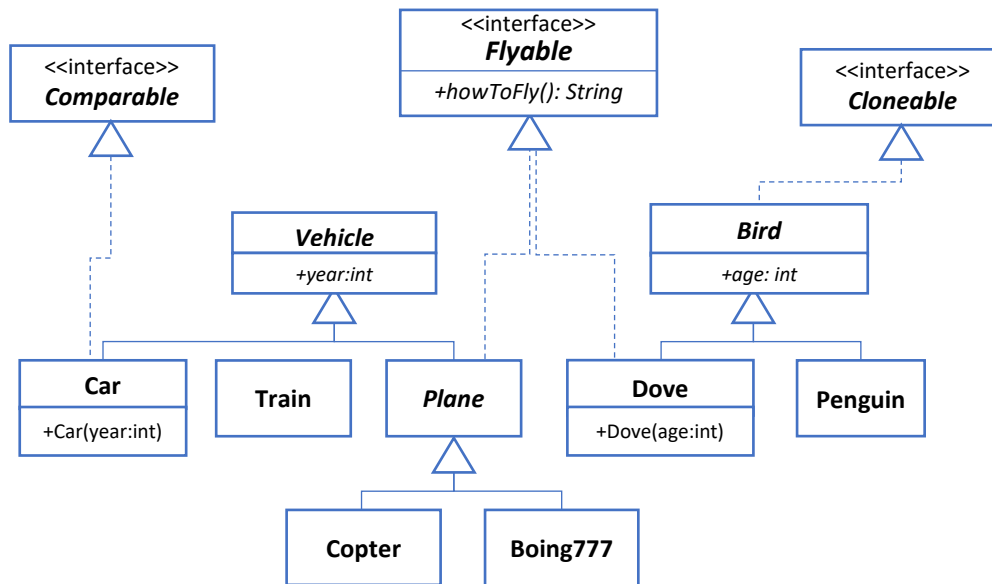 <<interface>>
Comparable
<<interface>>
Flyable
+howToFly(): String
<<interface>>
Cloneable
Vehicle
+year:int
Bird
+age: int
Car
+Car(year:int)
Train
Plane
Dove
+Dove(age:int)
Penguin
Copter
Boing777